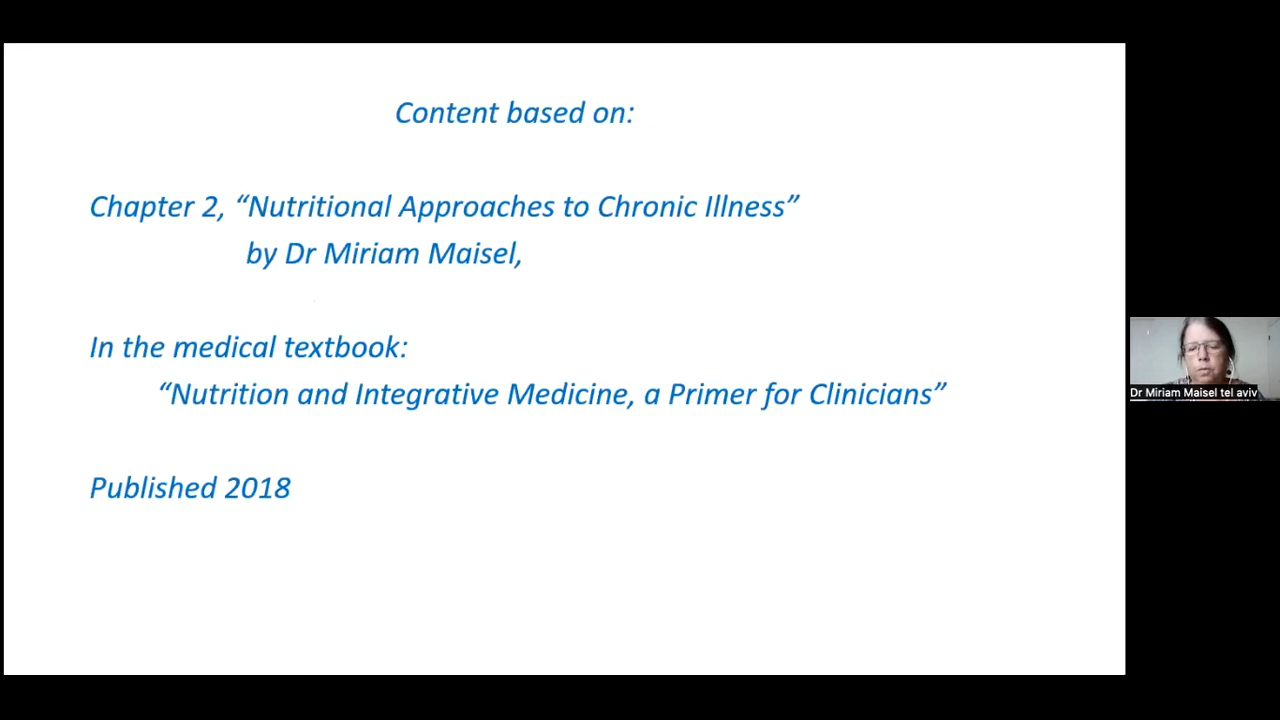 Content based on:
Chapter 2, “Nutritional Approaches to Chronic Illness”
by Dr Miriam Maisel,
In the medical textbook:
“Nutrition and Integrative Medicine, a Primer for Clinicians”
Published 2018
Dr Miriam Maisel tel aviv